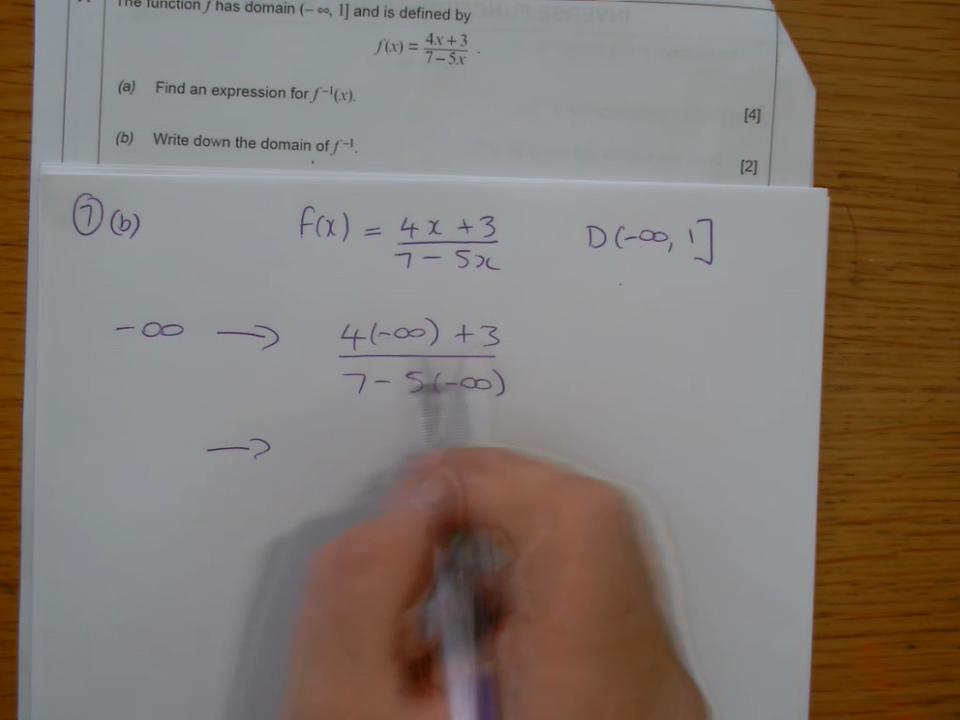 The function f has domain (– ∞, 1] and is defined by
f(x) = 4x + 3 / 7 – 5x .
(a) Find an expression for f⁻¹(x).
[4]
(b) Write down the domain of f⁻¹.
[2]
7 (b) f(x) = 4x + 3 / 7 – 5x D(-∞, 1]
-∞ → 4(-∞) + 3 / 7 – 5(-∞)
→